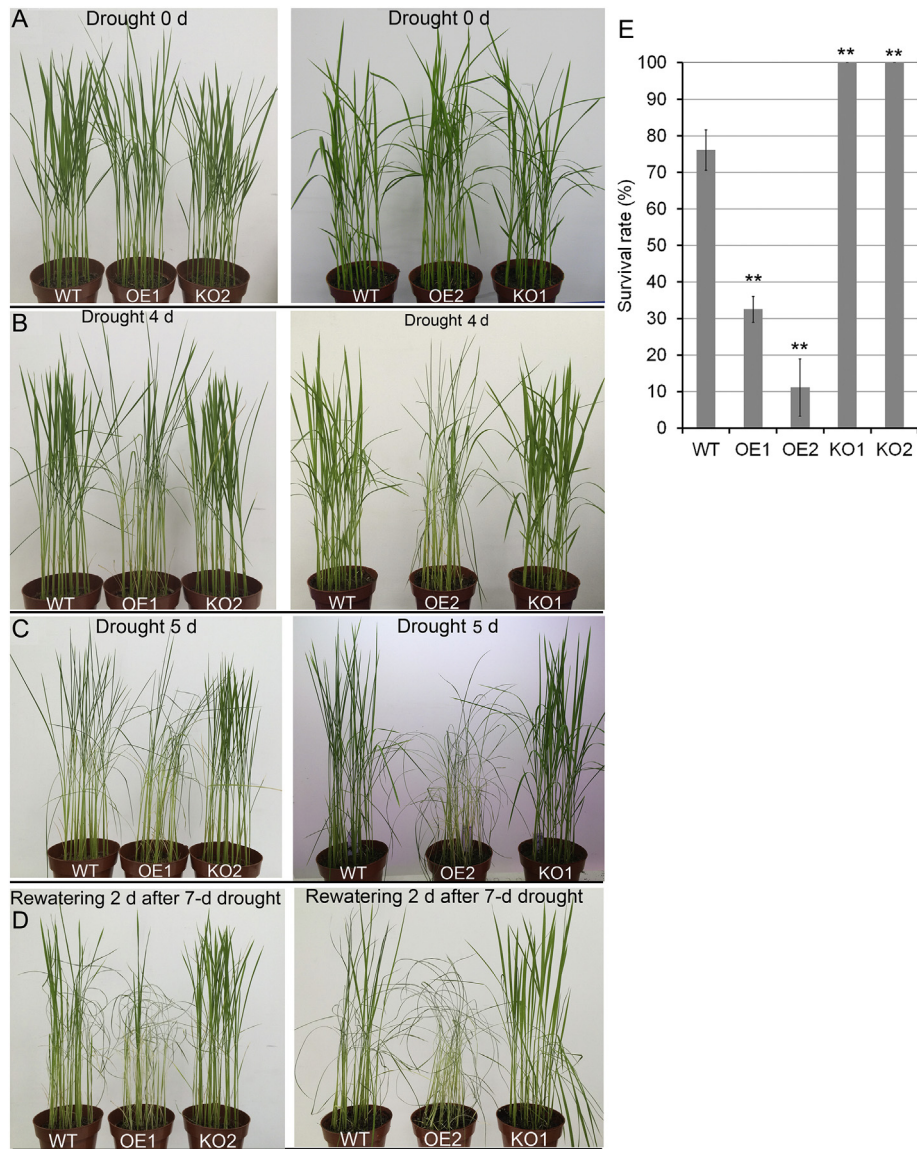 A
Drought 0 d
Drought 0 d
WT
OE1
KO2
WT
OE2
KO1
B
Drought 4 d
Drought 4 d
WT
OE1
KO2
WT
OE2
KO1
C
Drought 5 d
Drought 5 d
WT
OE1
KO2
WT
OE2
KO1
D
Rewatering 2 d after 7-d drought
Rewatering 2 d after 7-d drought
WT
OE1
KO2
WT
OE2
KO1
E
Survival rate (%)
100
90
80
70
60
50
40
30
20
10
0
**
**
**
**
WT
OE1
OE2
KO1
KO2